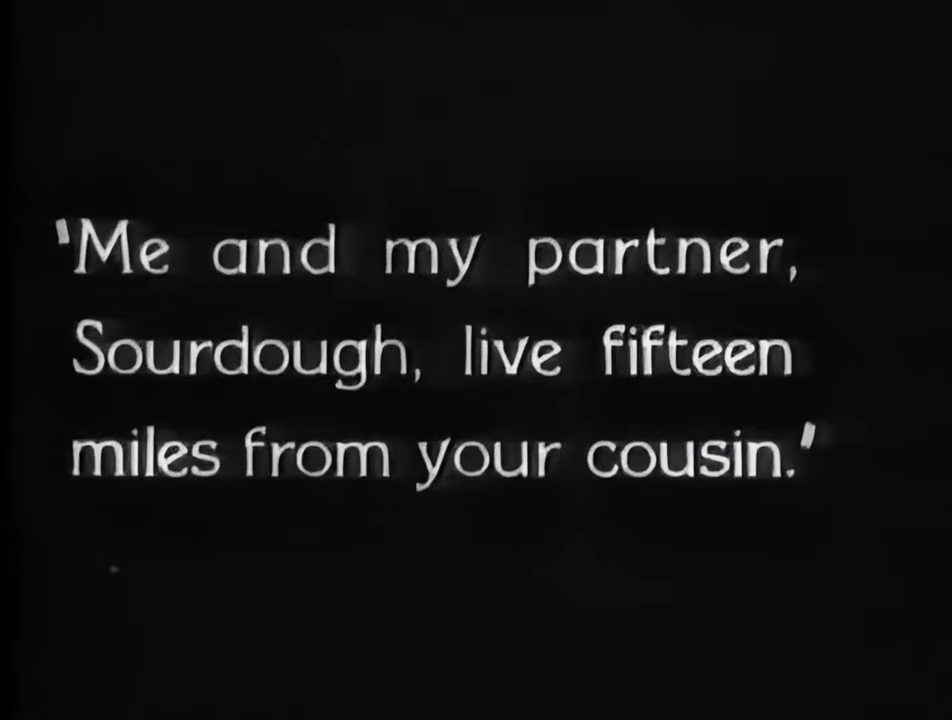 'Me and my partner,
Sourdough, live fifteen
miles from your cousin.'